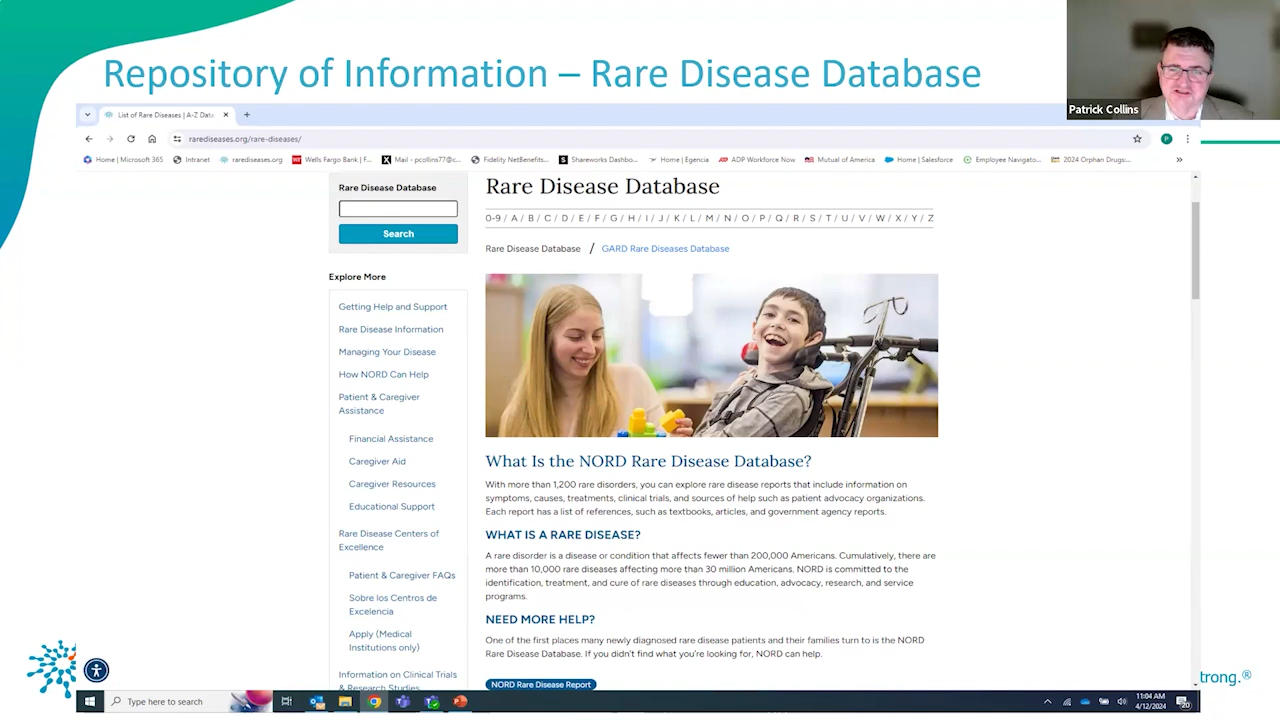 Repository of Information – Rare Disease Database
Patrick Collins
List of Rare Diseases | A-Z Data
rarediseases.org/rare-diseases/
P
Home | Microsoft 365
Intranet
rarediseases.org
Wells Fargo Bank | F...
Mail - pcollins77@c...
Fidelity NetBenefits...
Shareworks Dashbo...
Home | Egencia
ADP Workforce Now
Mutual of America
Home | Salesforce
Employee Navigato...
2024 Orphan Drugs:...
Rare Disease Database
Search
Explore More
Getting Help and Support
Rare Disease Information
Managing Your Disease
How NORD Can Help
Patient & Caregiver
Assistance
Financial Assistance
Caregiver Aid
Caregiver Resources
Educational Support
Rare Disease Centers of
Excellence
Patient & Caregiver FAQs
Sobre los Centros de
Excelencia
Apply (Medical
Institutions only)
Information on Clinical Trials
& Research Studies
Rare Disease Database
0-9 / A / B / C / D / E / F / G / H / I / J / K / L / M / N / O / P / Q / R / S / T / U / V / W / X / Y / Z
Rare Disease Database / GARD Rare Diseases Database
What Is the NORD Rare Disease Database?
With more than 1,200 rare disorders, you can explore rare disease reports that include information on
symptoms, causes, treatments, clinical trials, and sources of help such as patient advocacy organizations.
Each report has a list of references, such as textbooks, articles, and government agency reports.
WHAT IS A RARE DISEASE?
A rare disorder is a disease or condition that affects fewer than 200,000 Americans. Cumulatively, there are
more than 10,000 rare diseases affecting more than 30 million Americans. NORD is committed to the
identification, treatment, and cure of rare diseases through education, advocacy, research, and service
programs.
NEED MORE HELP?
One of the first places many newly diagnosed rare disease patients and their families turn to is the NORD
Rare Disease Database. If you didn't find what you're looking for, NORD can help.
NORD Rare Disease Report
trong.®
Type here to search
11:04 AM
4/12/2024
20